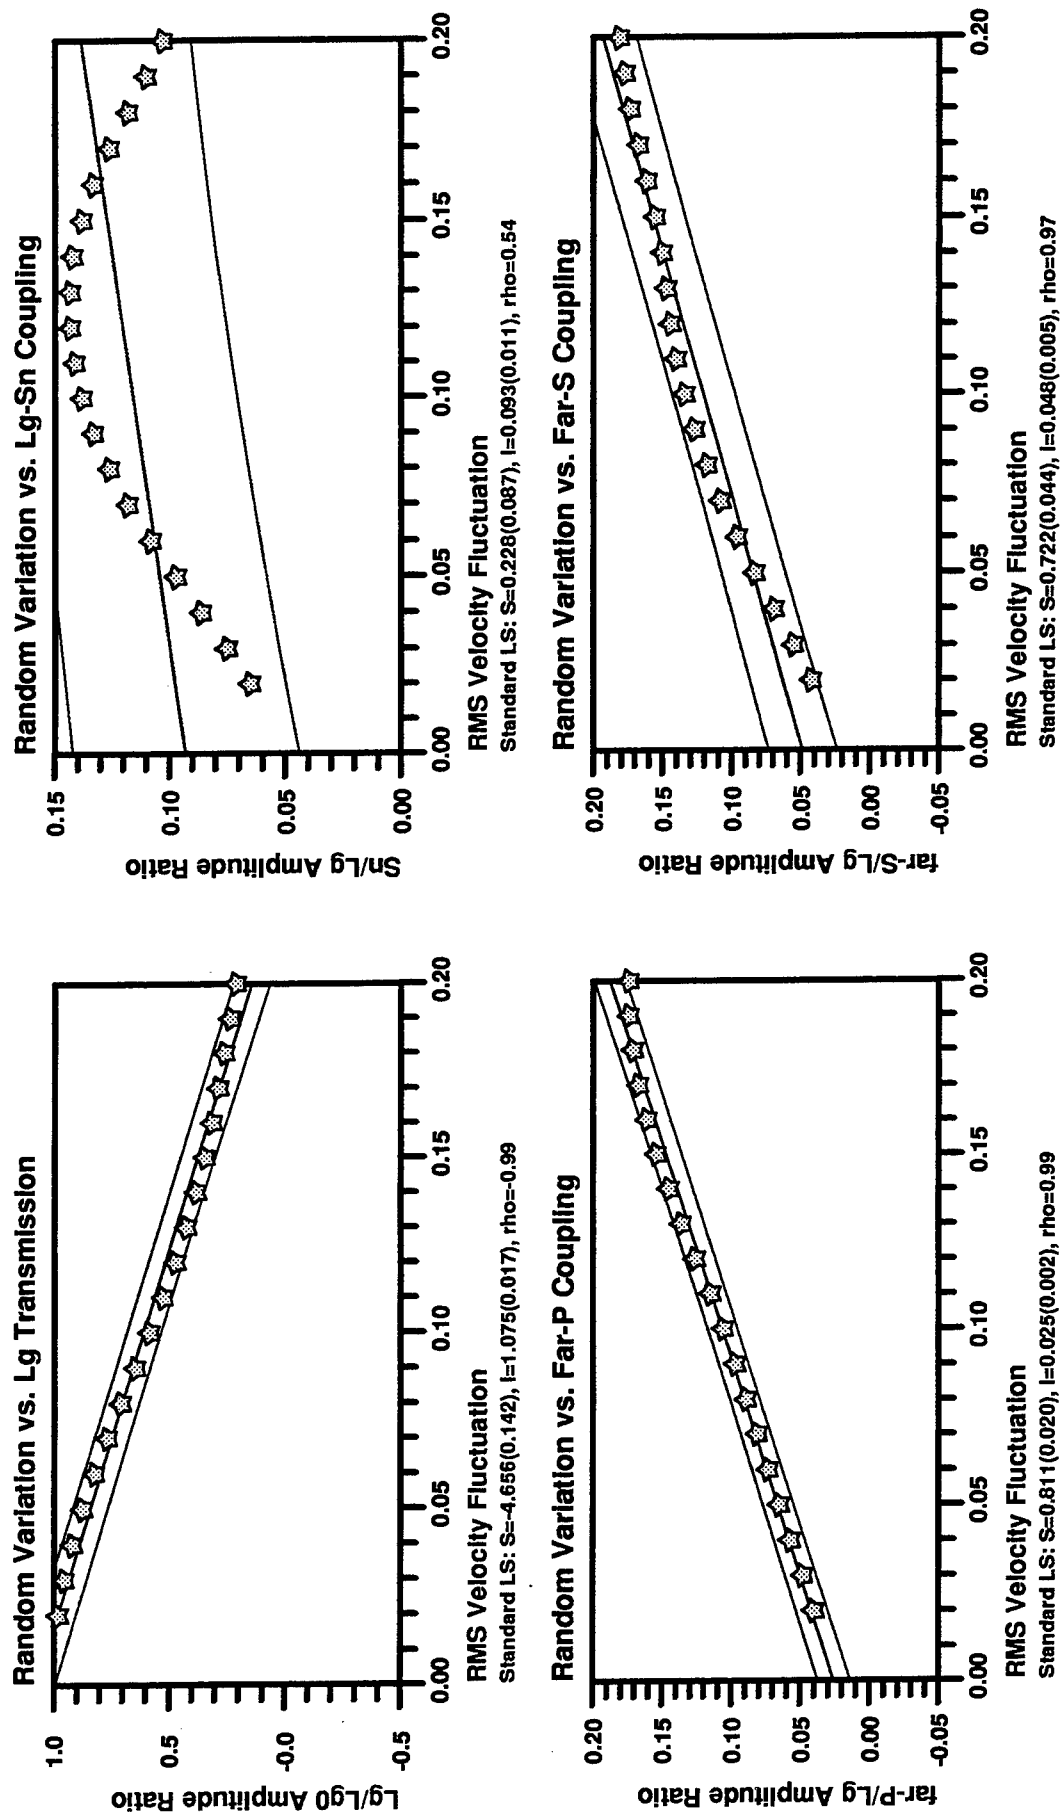 Random Variation vs. Lg Transmission
Lg/Lg0 Amplitude Ratio
1.0
0.5
-0.0
-0.5
0.00
0.05
0.10
0.15
0.20
RMS Velocity Fluctuation
Standard LS: S=-4.656(0.142), I=1.075(0.017), rho=-0.99
Random Variation vs. Lg-Sn Coupling
Sn/Lg Amplitude Ratio
0.15
0.10
0.05
0.00
0.00
0.05
0.10
0.15
0.20
RMS Velocity Fluctuation
Standard LS: S=0.228(0.087), I=0.093(0.011), rho=0.54
Random Variation vs. Far-P Coupling
far-P/Lg Amplitude Ratio
0.20
0.15
0.10
0.05
0.00
-0.05
0.00
0.05
0.10
0.15
0.20
RMS Velocity Fluctuation
Standard LS: S=0.811(0.020), I=0.025(0.002), rho=0.99
Random Variation vs. Far-S Coupling
far-S/Lg Amplitude Ratio
0.20
0.15
0.10
0.05
0.00
-0.05
0.00
0.05
0.10
0.15
0.20
RMS Velocity Fluctuation
Standard LS: S=0.722(0.044), I=0.048(0.005), rho=0.97